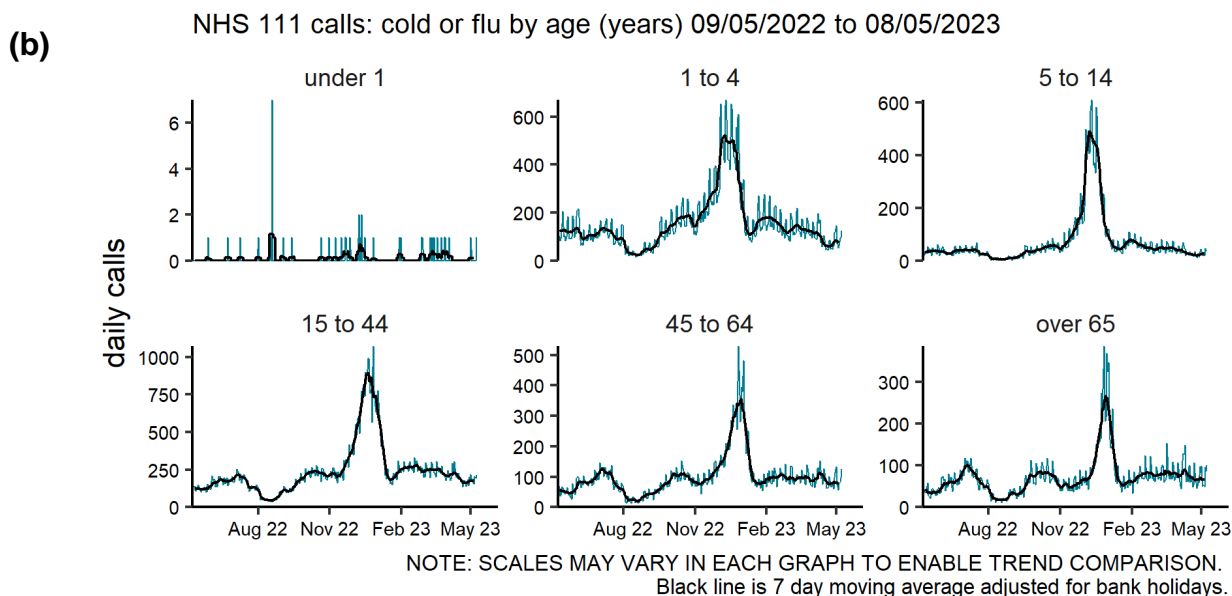 (b)
NHS 111 calls: cold or flu by age (years) 09/05/2022 to 08/05/2023
under 1
1 to 4
5 to 14
6
4
2
0
600
400
200
0
600
400
200
0
daily calls
15 to 44
45 to 64
over 65
1000
750
500
250
0
500
400
300
200
100
0
300
200
100
0
Aug 22 Nov 22 Feb 23 May 23
Aug 22 Nov 22 Feb 23 May 23
Aug 22 Nov 22 Feb 23 May 23
NOTE: SCALES MAY VARY IN EACH GRAPH TO ENABLE TREND COMPARISON.
Black line is 7 day moving average adjusted for bank holidays.